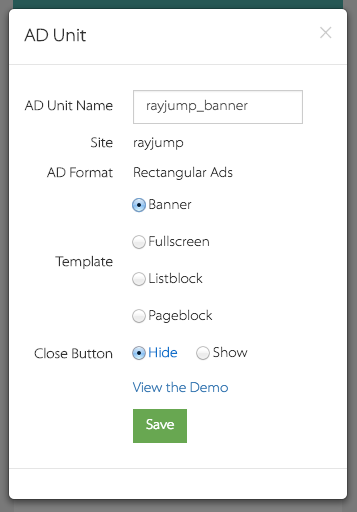 AD Unit
AD Unit Name rayjump_banner
Site rayjump
AD Format Rectangular Ads
Template
Banner
Fullscreen
Listblock
Pageblock
Close Button Hide Show
View the Demo
Save